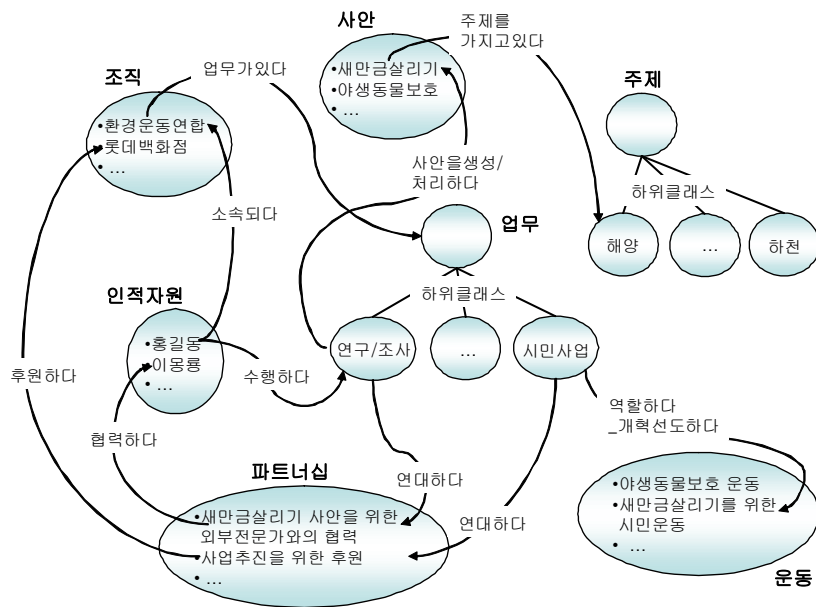 사안
주제를
가지고있다
조직
업무가있다
•새만금살리기
•야생동물보호
• ...
주제
•환경운동연합
•롯데백화점
• ...
사안을생성/
처리하다
하위클래스
소속되다
업무
해양
...
하천
인적자원
하위클래스
•홍길동
•이몽룡
• ...
연구/조사
...
시민사업
후원하다
수행하다
역할하다
_개혁선도하다
협력하다
파트너십
연대하다
•야생동물보호 운동
•새만금살리기를 위한
시민운동
• ...
•새만금살리기 사안을 위한
외부전문가와의 협력
•사업추진을 위한 후원
• ...
연대하다
운동